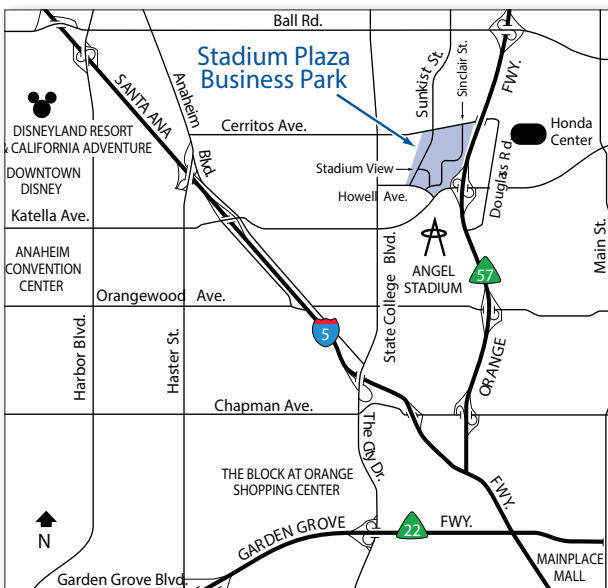 Ball Rd.
Stadium Plaza
Business Park
Sunkist St.
Sinclair St.
FWY.
SANTA ANA
Anaheim
Blvd.
Cerritos Ave.
Honda
Center
DISNEYLAND RESORT
& CALIFORNIA ADVENTURE
DOWNTOWN
DISNEY
Stadium View
Howell Ave.
Douglass Rd
Katella Ave.
Main St.
State College Blvd.
ANGEL
STADIUM
ANAHEIM
CONVENTION
CENTER
57
Orangewood Ave.
5
Harbor Blvd.
Haster St.
ORANGE
Chapman Ave.
The City Dr.
THE BLOCK AT ORANGE
SHOPPING CENTER
FWY.
N
GARDEN GROVE
22
FWY.
MAINPLACE
MALL
Garden Grove Blvd.